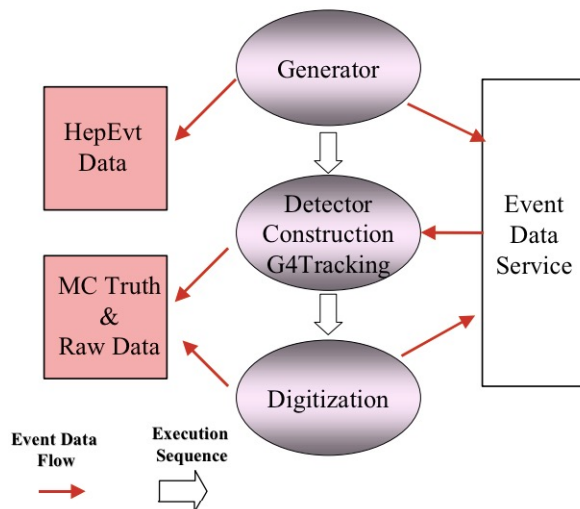 Generator
HepEvt
Data
Detector
Construction
G4Tracking
Event
Data
Service
MC Truth
&
Raw Data
Digitization
Event Data
Flow
Execution
Sequence